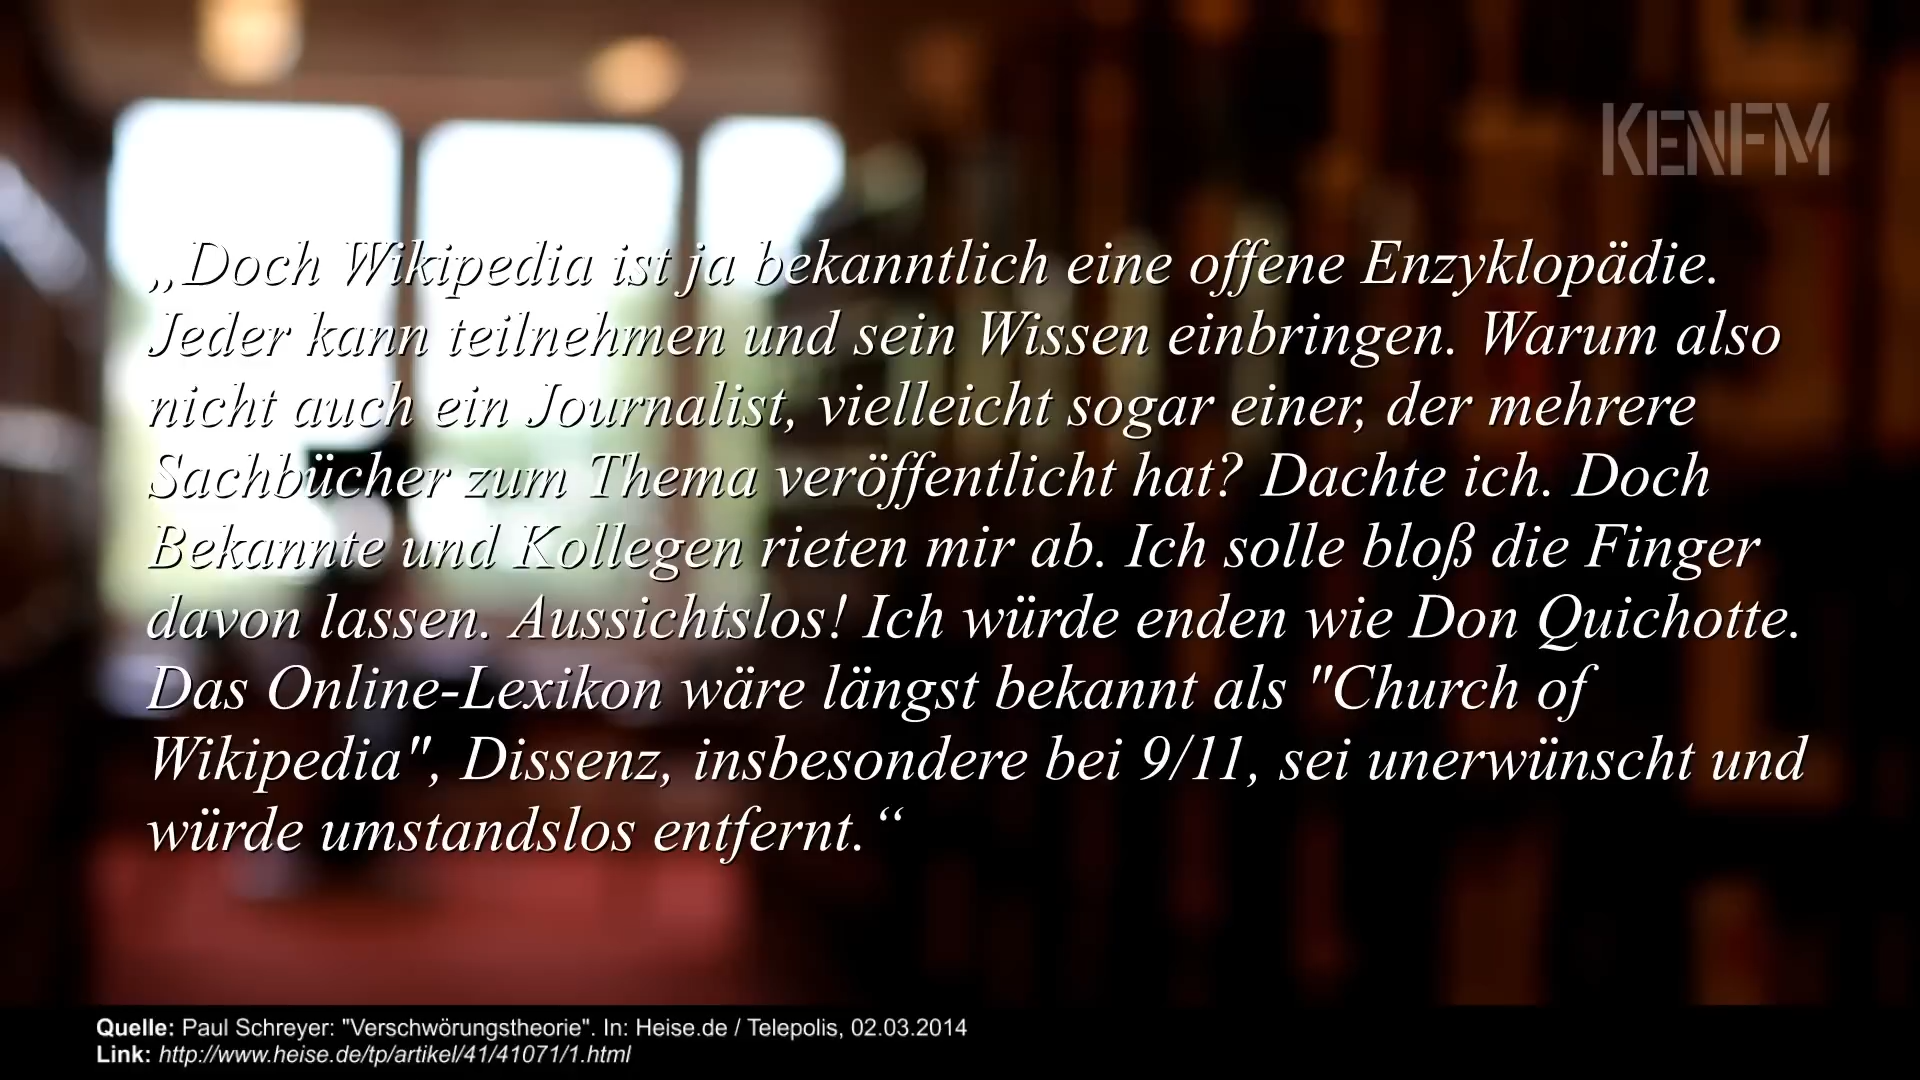 KENFM
„Doch Wikipedia ist ja bekanntlich eine offene Enzyklopädie.
Jeder kann teilnehmen und sein Wissen einbringen. Warum also
nicht auch ein Journalist, vielleicht sogar einer, der mehrere
Sachbücher zum Thema veröffentlicht hat? Dachte ich. Doch
Bekannte und Kollegen rieten mir ab. Ich solle bloß die Finger
davon lassen. Aussichtslos! Ich würde enden wie Don Quichotte.
Das Online-Lexikon wäre längst bekannt als "Church of
Wikipedia", Dissenz, insbesondere bei 9/11, sei unerwünscht und
würde umstandslos entfernt.“
Quelle: Paul Schreyer: "Verschwörungstheorie". In: Heise.de / Telepolis, 02.03.2014
Link: http://www.heise.de/tp/artikel/41/41071/1.html